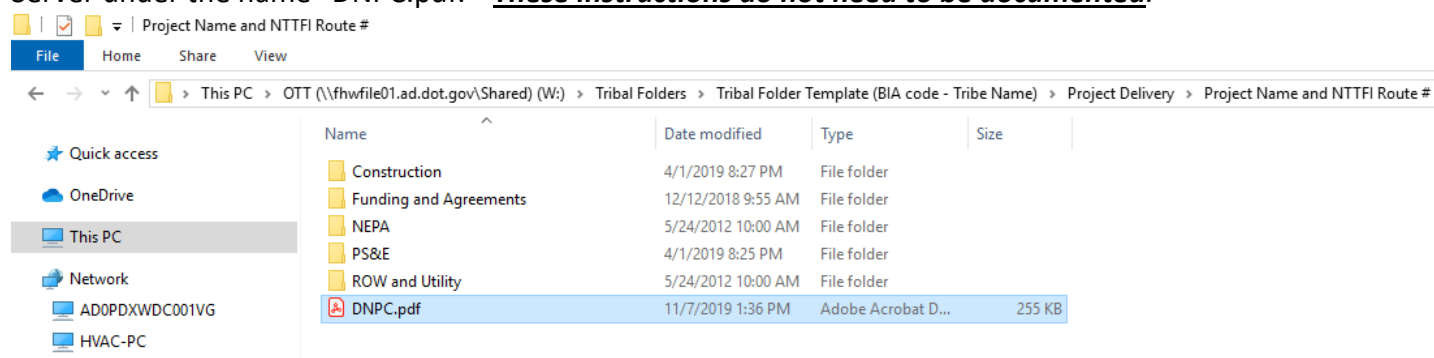 Server under the name "DNPC.pdf." These instructions do not need to be documented.
Project Name and NTTFI Route #
File Home Share View
This PC > OTT (\\fhwfile01.ad.dot.gov\Shared) (W:) > Tribal Folders > Tribal Folder Template (BIA code - Tribe Name) > Project Delivery > Project Name and NTTFI Route #
Name Date modified Type Size
Quick access
Construction 4/1/2019 8:27 PM File folder
OneDrive
Funding and Agreements 12/12/2018 9:55 AM File folder
NEPA 5/24/2012 10:00 AM File folder
This PC
PS&E 4/1/2019 8:25 PM File folder
Network
ROW and Utility 5/24/2012 10:00 AM File folder
AD0PDXWDC001VG
DNPC.pdf 11/7/2019 1:36 PM Adobe Acrobat D... 255 KB
HVAC-PC